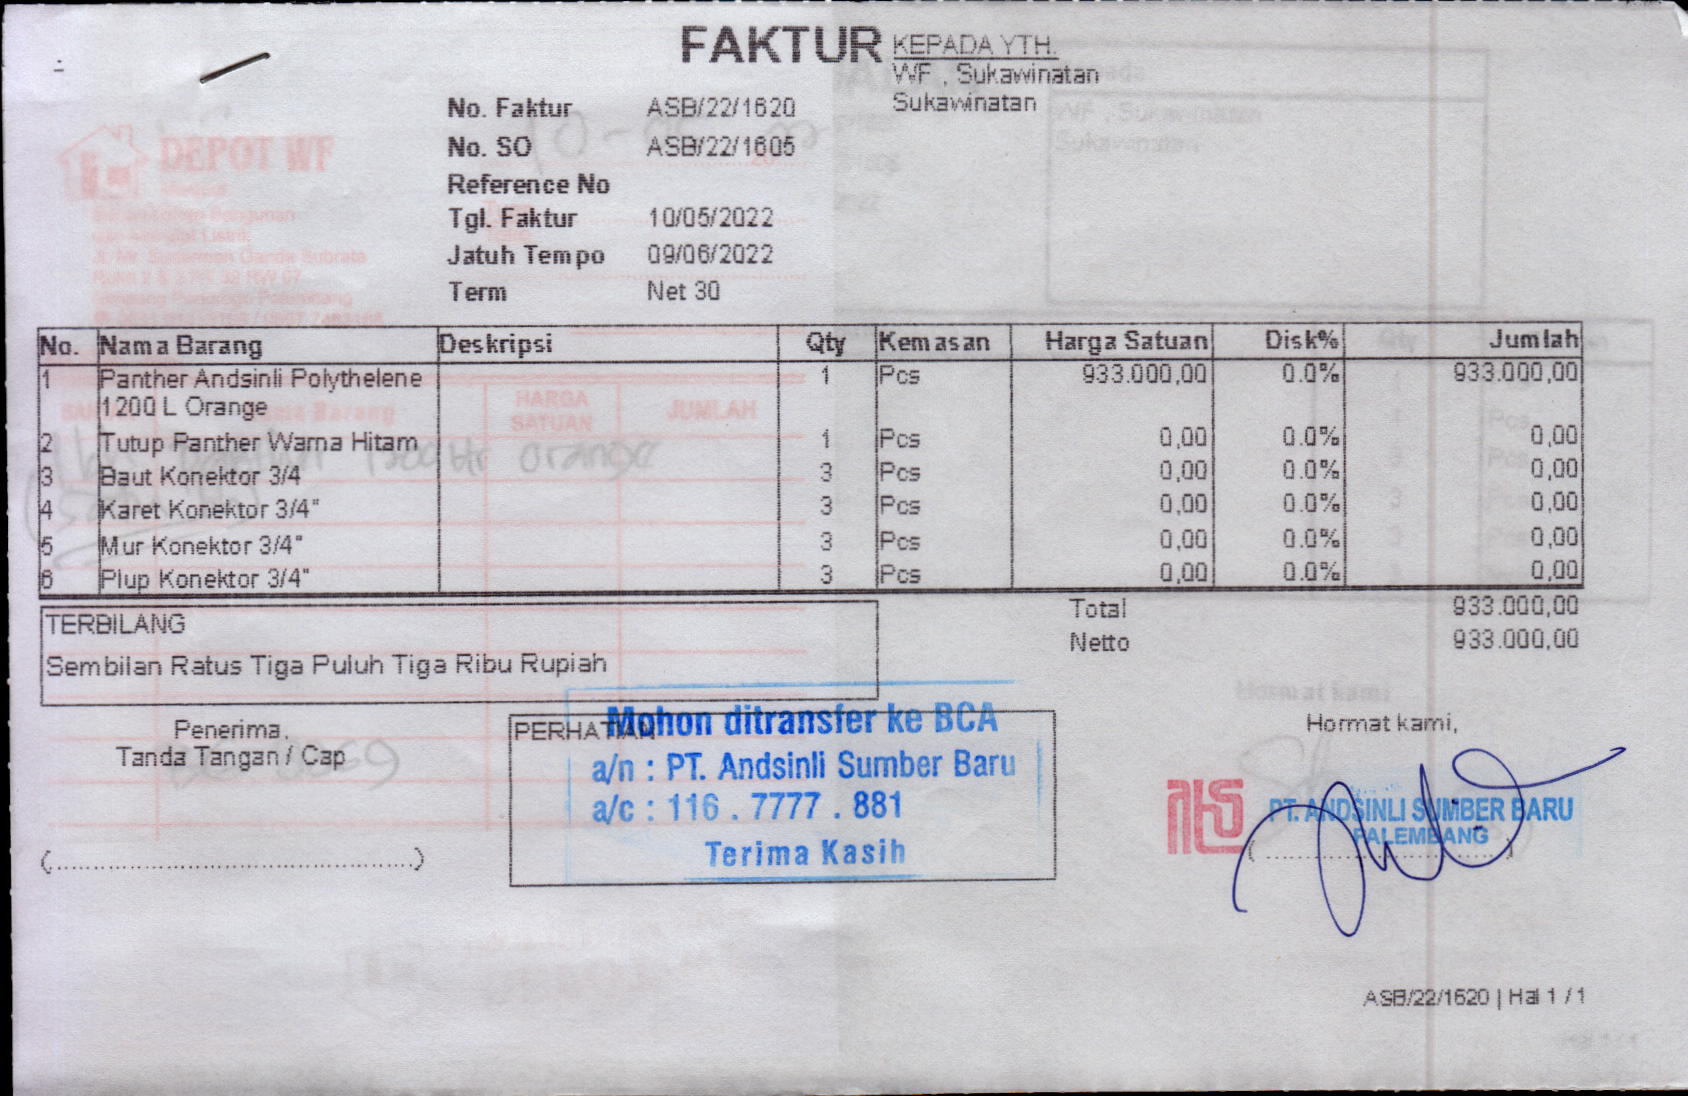 FAKTUR
KEPADA YTH.
WF , Sukawinatan
Sukawinatan
No. Faktur ASB/22/1620
No. SO ASB/22/1605
Reference No
Tgl. Faktur 10/05/2022
Jatuh Tempo 09/06/2022
Term Net 30
DEPOT WF
No. Nama Barang Deskripsi Qty Kemasan Harga Satuan Disk% Jumlah
1 Panther Andsinli Polythelene 1 Pcs 933.000,00 0.0% 933.000,00
1200 L Orange
2 Tutup Panther Warna Hitam 1 Pcs 0,00 0.0% 0,00
3 Baut Konektor 3/4 3 Pcs 0,00 0.0% 0,00
4 Karet Konektor 3/4" 3 Pcs 0,00 0.0% 0,00
5 Mur Konektor 3/4" 3 Pcs 0,00 0.0% 0,00
6 Plup Konektor 3/4" 3 Pcs 0,00 0.0% 0,00
HARGA
SATUAN
JUMLAH
Total 933.000,00
Netto 933.000,00
TERBILANG
Sembilan Ratus Tiga Puluh Tiga Ribu Rupiah
Penerima,
Tanda Tangan / Cap
(.................................................)
PERHATIAN
Mohon ditransfer ke BCA
a/n : PT. Andsinli Sumber Baru
a/c : 116 . 7777 . 881
Terima Kasih
Hormat kami,
PT. ANDSINLI SUMBER BARU
PALEMBANG
ASB/22/1620 | Hal 1 / 1